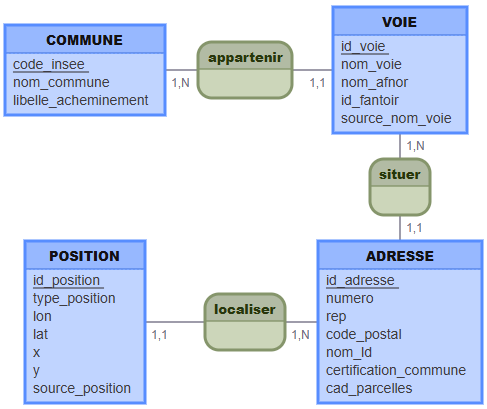 COMMUNE
code_insee
nom_commune
libelle_acheminement
1,N
appartenir
1,1
VOIE
id_voie
nom_voie
nom_afnor
id_fantoir
source_nom_voie
1,N
situer
1,1
POSITION
id_position
type_position
lon
lat
x
y
source_position
1,1
localiser
1,N
ADRESSE
id_adresse
numero
rep
code_postal
nom_ld
certification_commune
cad_parcelles